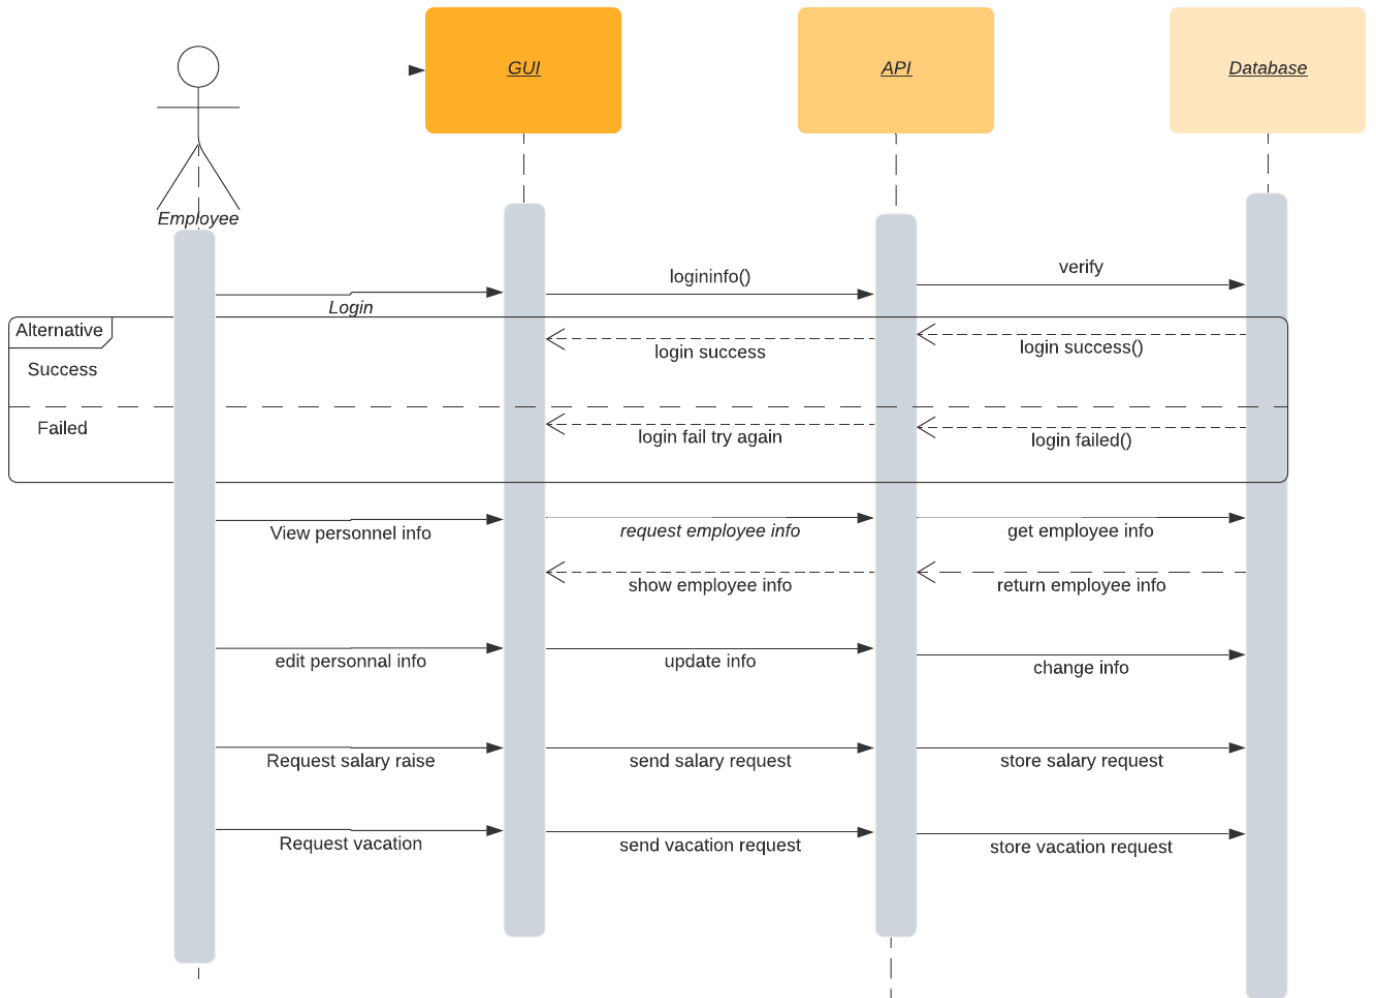 GUI
API
Database
Employee
Login
logininfo()
verify
Alternative
Success
login success
login success()
Failed
login fail try again
login failed()
View personnel info
request employee info
get employee info
show employee info
return employee info
edit personnal info
update info
change info
Request salary raise
send salary request
store salary request
Request vacation
send vacation request
store vacation request